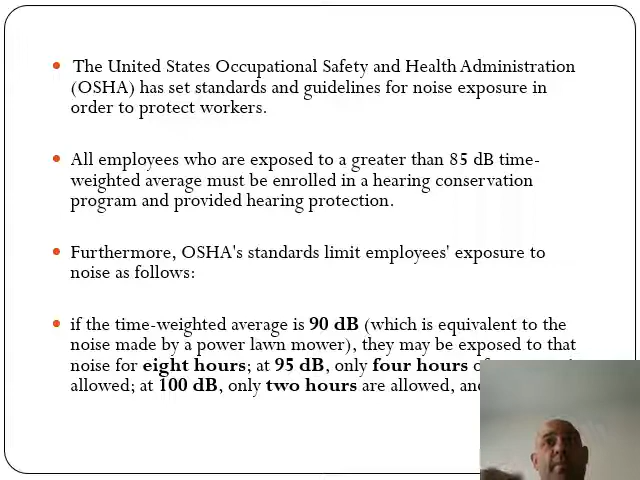 The United States Occupational Safety and Health Administration
(OSHA) has set standards and guidelines for noise exposure in
order to protect workers.
All employees who are exposed to a greater than 85 dB time-
weighted average must be enrolled in a hearing conservation
program and provided hearing protection.
Furthermore, OSHA's standards limit employees' exposure to
noise as follows:
if the time-weighted average is 90 dB (which is equivalent to the
noise made by a power lawn mower), they may be exposed to that
noise for eight hours; at 95 dB, only four hours
allowed; at 100 dB, only two hours are allowed,